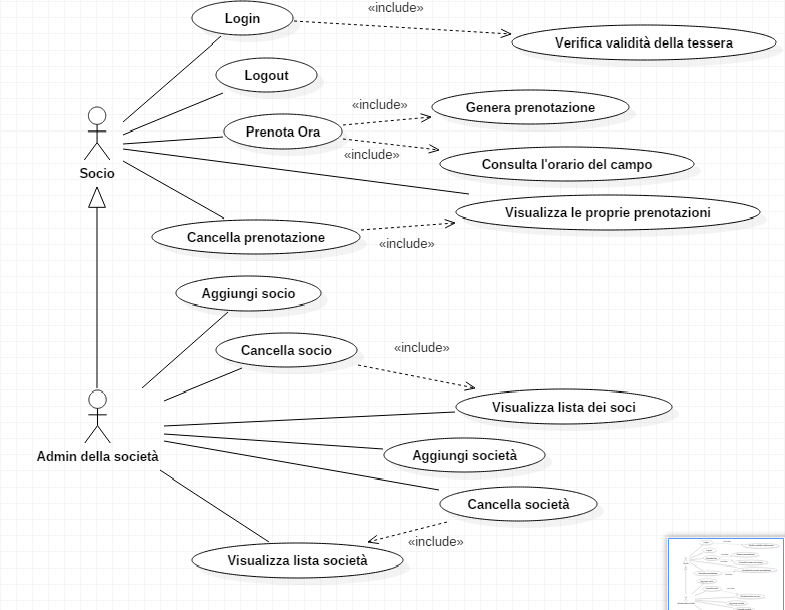 «include»
Login
Verifica validità della tessera
Logout
«include»
Genera prenotazione
Prenota Ora
«include»
Consulta l'orario del campo
Socio
Visualizza le proprie prenotazioni
Cancella prenotazione
«include»
Aggiungi socio
Cancella socio
«include»
Visualizza lista dei soci
Admin della società
Aggiungi società
Cancella società
«include»
Visualizza lista società